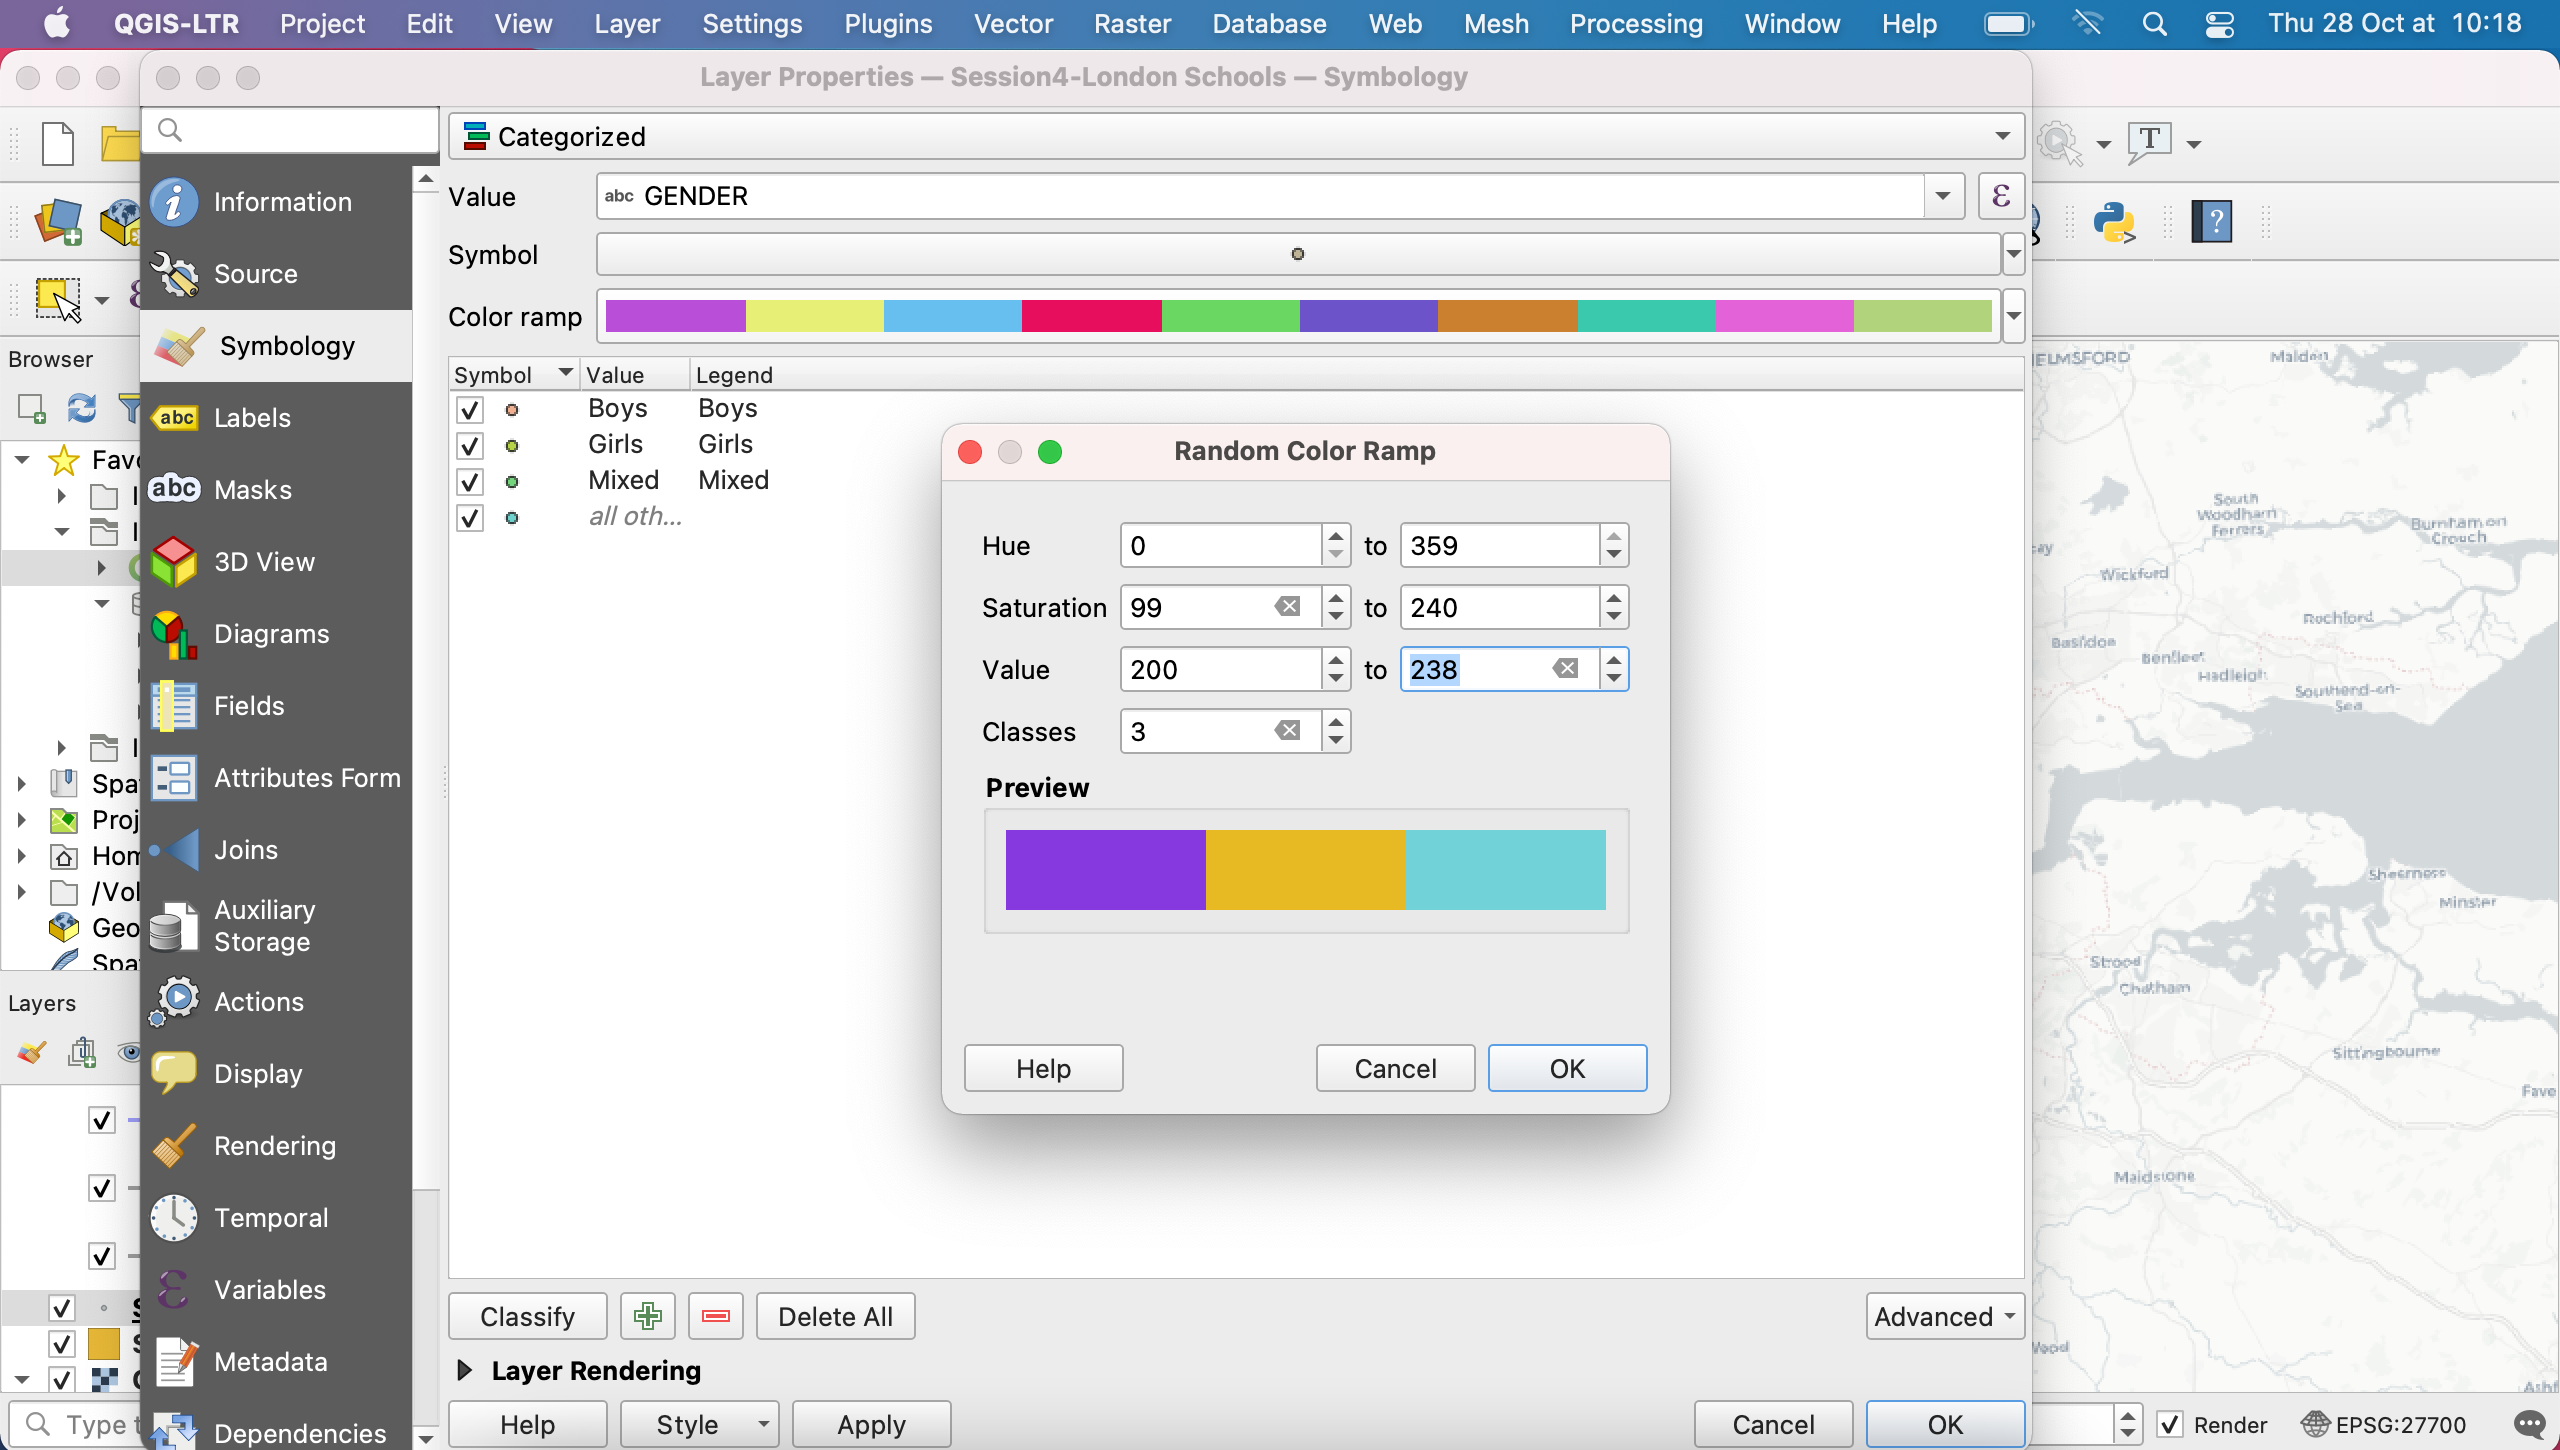 QGIS-LTR Project Edit View Layer Settings Plugins Vector Raster Database Web Mesh Processing Window Help Thu 28 Oct at 10:18
Layer Properties — Session4-London Schools — Symbology
Categorized
T
Value abc GENDER ε
Symbol
Color ramp
Information
Source
Symbology
abc Labels
abc Masks
3D View
Diagrams
Fields
Attributes Form
Joins
Auxiliary
Storage
Actions
Display
Rendering
Temporal
Variables
Metadata
Dependencies
Browser
Fav
Spa
Proj
Hom
/Vol
Geo
Spa
Layers
Type t
Symbol Value Legend
Boys Boys
Girls Girls
Mixed Mixed
all oth...
Random Color Ramp
Hue 0 to 359
Saturation 99 to 240
Value 200 to 238
Classes 3
Preview
Help Cancel OK
Classify Delete All Advanced
Layer Rendering
Help Style Apply Cancel OK
Render EPSG:27700
ELMSFORD
Maldon
South
Woodham
Ferrers
Burnham on
Crouch
Wickford
Rochford
Basildon
Benfleet
Hadleigh
Southend-on-
Sea
Sheerness
Minster
Strood
Chatham
Sittingbourne
Fave
Maidstone
Ashf